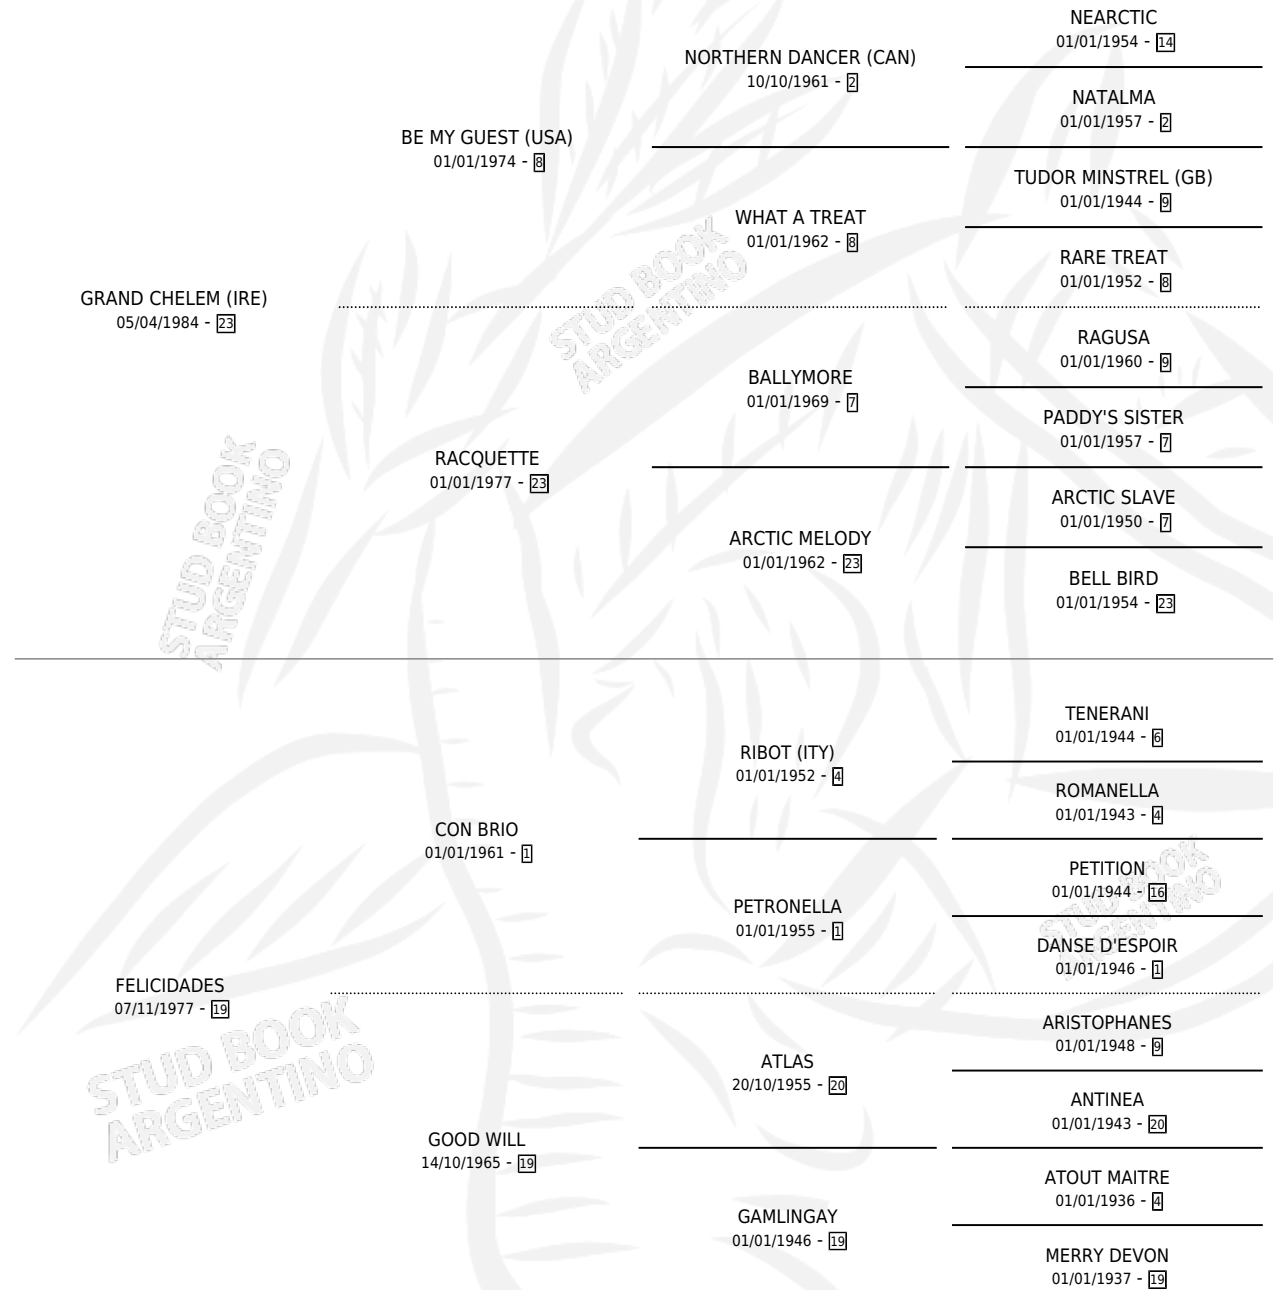 NEARCTIC
01/01/1954 - 14
NORTHERN DANCER (CAN)
10/10/1961 - 2
NATALMA
01/01/1957 - 2
BE MY GUEST (USA)
01/01/1974 - 8
TUDOR MINSTREL (GB)
01/01/1944 - 9
WHAT A TREAT
01/01/1962 - 8
RARE TREAT
01/01/1952 - 8
GRAND CHELEM (IRE)
05/04/1984 - 23
STUD BOOK
ARGENTINO
RAGUSA
01/01/1960 - 9
BALLYMORE
01/01/1969 - 7
PADDY'S SISTER
01/01/1957 - 7
RACQUETTE
01/01/1977 - 23
ARCTIC SLAVE
01/01/1950 - 7
ARCTIC MELODY
01/01/1962 - 23
BELL BIRD
01/01/1954 - 23
STUD BOOK
ARGENTINO
TENERANI
01/01/1944 - 6
RIBOT (ITY)
01/01/1952 - 4
ROMANELLA
01/01/1943 - 4
CON BRIO
01/01/1961 - 1
PETITION
01/01/1944 - 16
PETRONELLA
01/01/1955 - 1
DANSE D'ESPOIR
01/01/1946 - 1
STUD BOOK
ARGENTINO
FELICIDADES
07/11/1977 - 19
ARISTOPHANES
01/01/1948 - 9
ATLAS
20/10/1955 - 20
ANTINEA
01/01/1943 - 20
STUD BOOK
ARGENTINO
GOOD WILL
14/10/1965 - 19
ATOUT MAITRE
01/01/1936 - 4
GAMLINGAY
01/01/1946 - 19
MERRY DEVON
01/01/1937 - 19